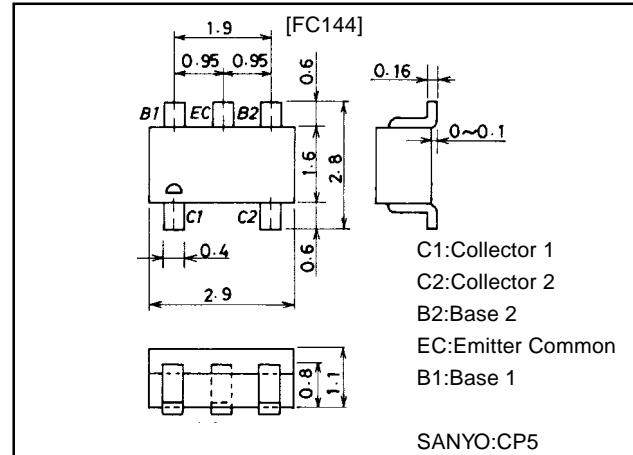 [FC144]
1.9
0.95 0.95
0.6
0.16
B1 EC B2
0~0.1
1.6
2.8
C1 C2
0.4
0.6
2.9
C1:Collector 1
C2:Collector 2
B2:Base 2
EC:Emitter Common
B1:Base 1
0.8
1.1
SANYO:CP5